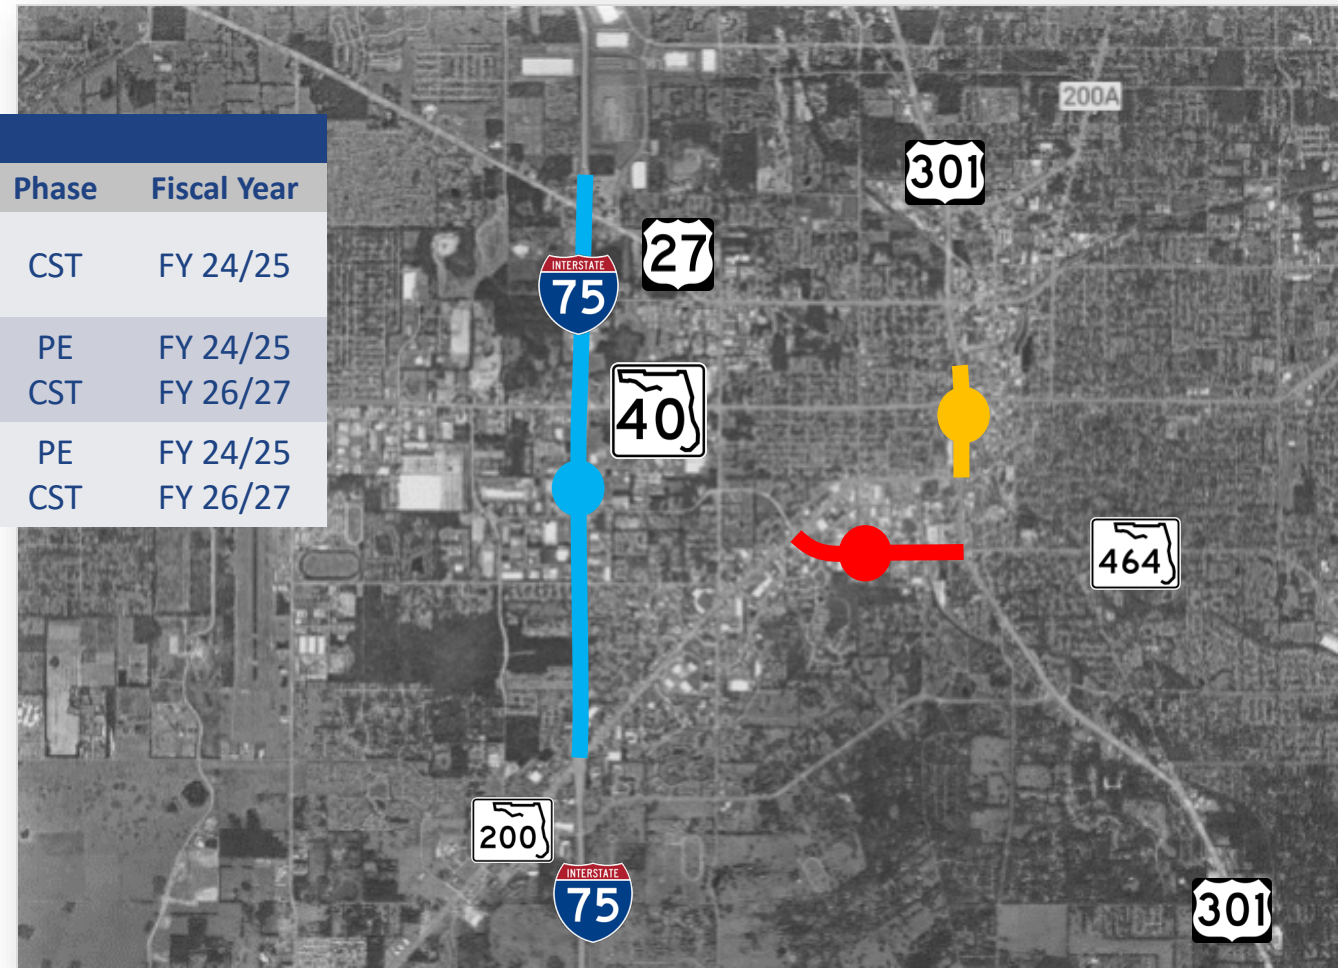 Phase Fiscal Year
CST FY 24/25
PE FY 24/25
CST FY 26/27
PE FY 24/25
CST FY 26/27
200A
301
27
INTERSTATE
75
40
464
200
INTERSTATE
75
301